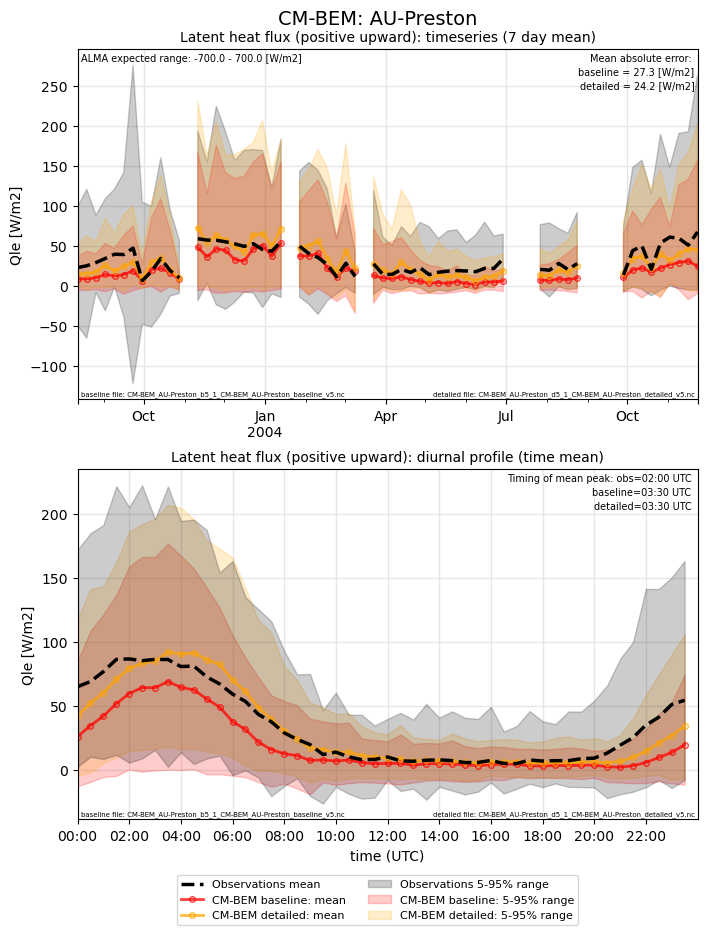 CM-BEM: AU-Preston
Latent heat flux (positive upward): timeseries (7 day mean)
ALMA expected range: -700.0 - 700.0 [W/m2]
Mean absolute error:
baseline = 27.3 [W/m2]
detailed = 24.2 [W/m2]
250
200
150
100
50
0
−50
−100
Qle [W/m2]
baseline file: CM-BEM_AU-Preston_b5_1_CM-BEM_AU-Preston_baseline_v5.nc
detailed file: CM-BEM_AU-Preston_d5_1_CM-BEM_AU-Preston_detailed_v5.nc
Oct Jan Apr Jul Oct
2004
Latent heat flux (positive upward): diurnal profile (time mean)
Timing of mean peak: obs=02:00 UTC
baseline=03:30 UTC
detailed=03:30 UTC
200
150
100
50
0
Qle [W/m2]
baseline file: CM-BEM_AU-Preston_b5_1_CM-BEM_AU-Preston_baseline_v5.nc
detailed file: CM-BEM_AU-Preston_d5_1_CM-BEM_AU-Preston_detailed_v5.nc
00:00 02:00 04:00 06:00 08:00 10:00 12:00 14:00 16:00 18:00 20:00 22:00
time (UTC)
Observations mean
CM-BEM baseline: mean
CM-BEM detailed: mean
Observations 5-95% range
CM-BEM baseline: 5-95% range
CM-BEM detailed: 5-95% range